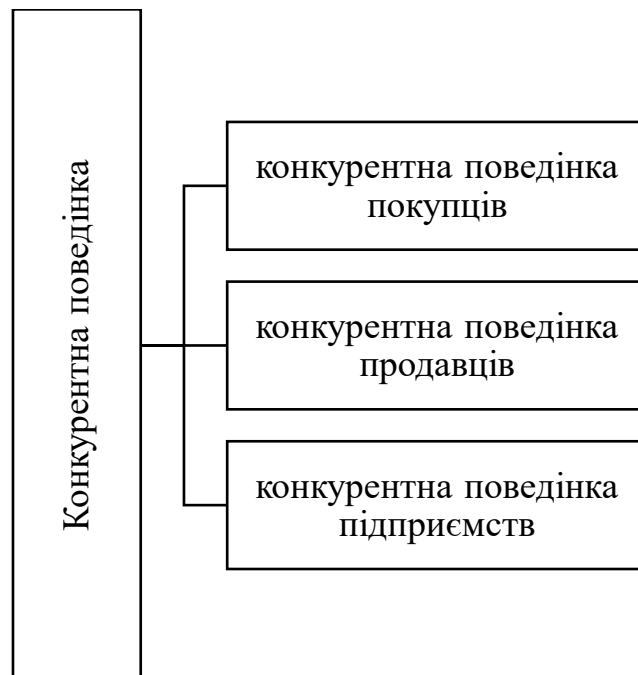 Конкурентна поведінка
конкурентна поведінка
покупців
конкурентна поведінка
продавців
конкурентна поведінка
підприємств